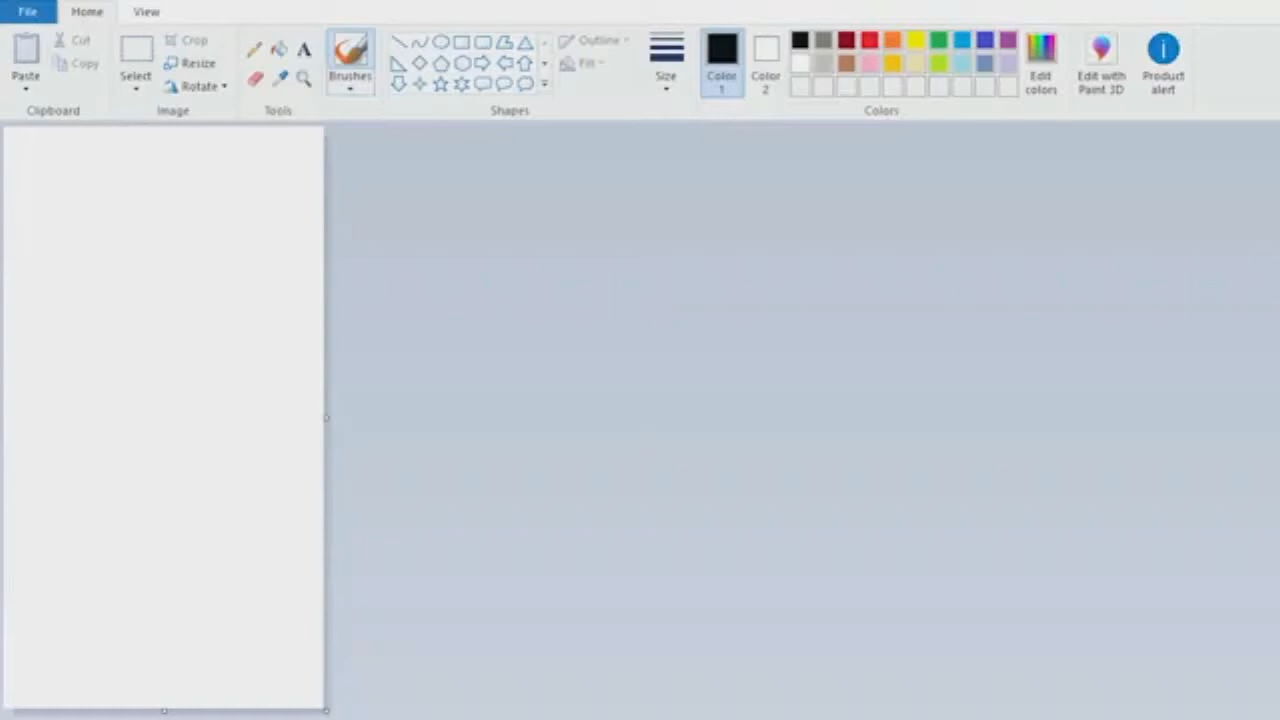 File Home View
Cut Crop Outline
Copy Resize Fill
Paste Select Rotate Brushes Size Color 1 Color 2 Edit colors Edit with Paint 3D Product alert
Clipboard Image Tools Shapes Colors